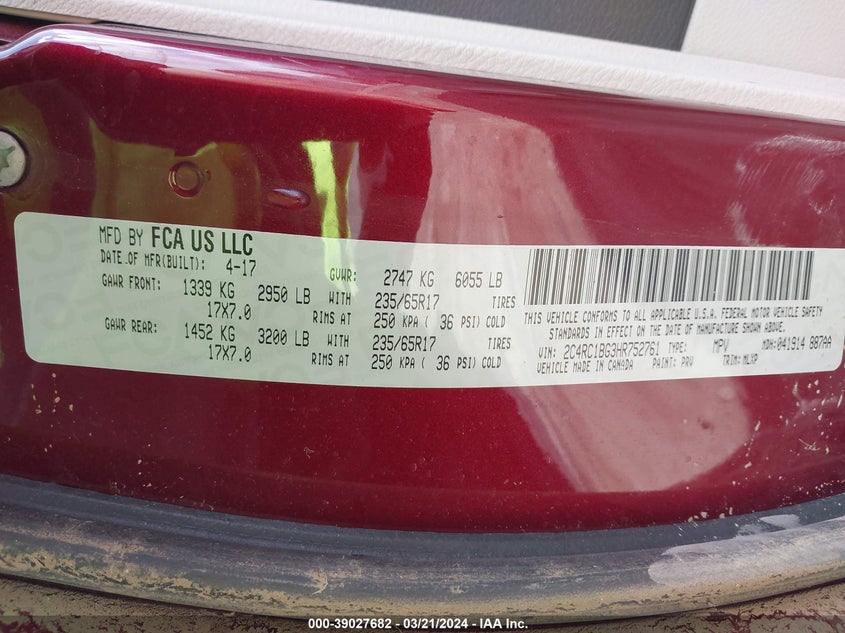 MFD BY FCA US LLC
DATE OF MFR(BUILT): 4-17 GVWR: 2747 KG 6055 LB
GAWR FRONT: 1339 KG 2950 LB WITH 235/65R17 TIRES
17X7.0 RIMS AT 250 KPA ( 36 PSI) COLD
GAWR REAR: 1452 KG 3200 LB WITH 235/65R17 TIRES
17X7.0 RIMS AT 250 KPA ( 36 PSI) COLD
THIS VEHICLE CONFORMS TO ALL APPLICABLE U.S.A. FEDERAL MOTOR VEHICLE SAFETY
STANDARDS IN EFFECT ON THE DATE OF MANUFACTURE SHOWN ABOVE.
VIN: 2C4RC1BG3HR752761 TYPE: MPV MDH:041914 887AA
VEHICLE MADE IN CANADA PAINT: PRV TRIM: MLXP
000-39027682 - 03/21/2024 - IAA Inc.